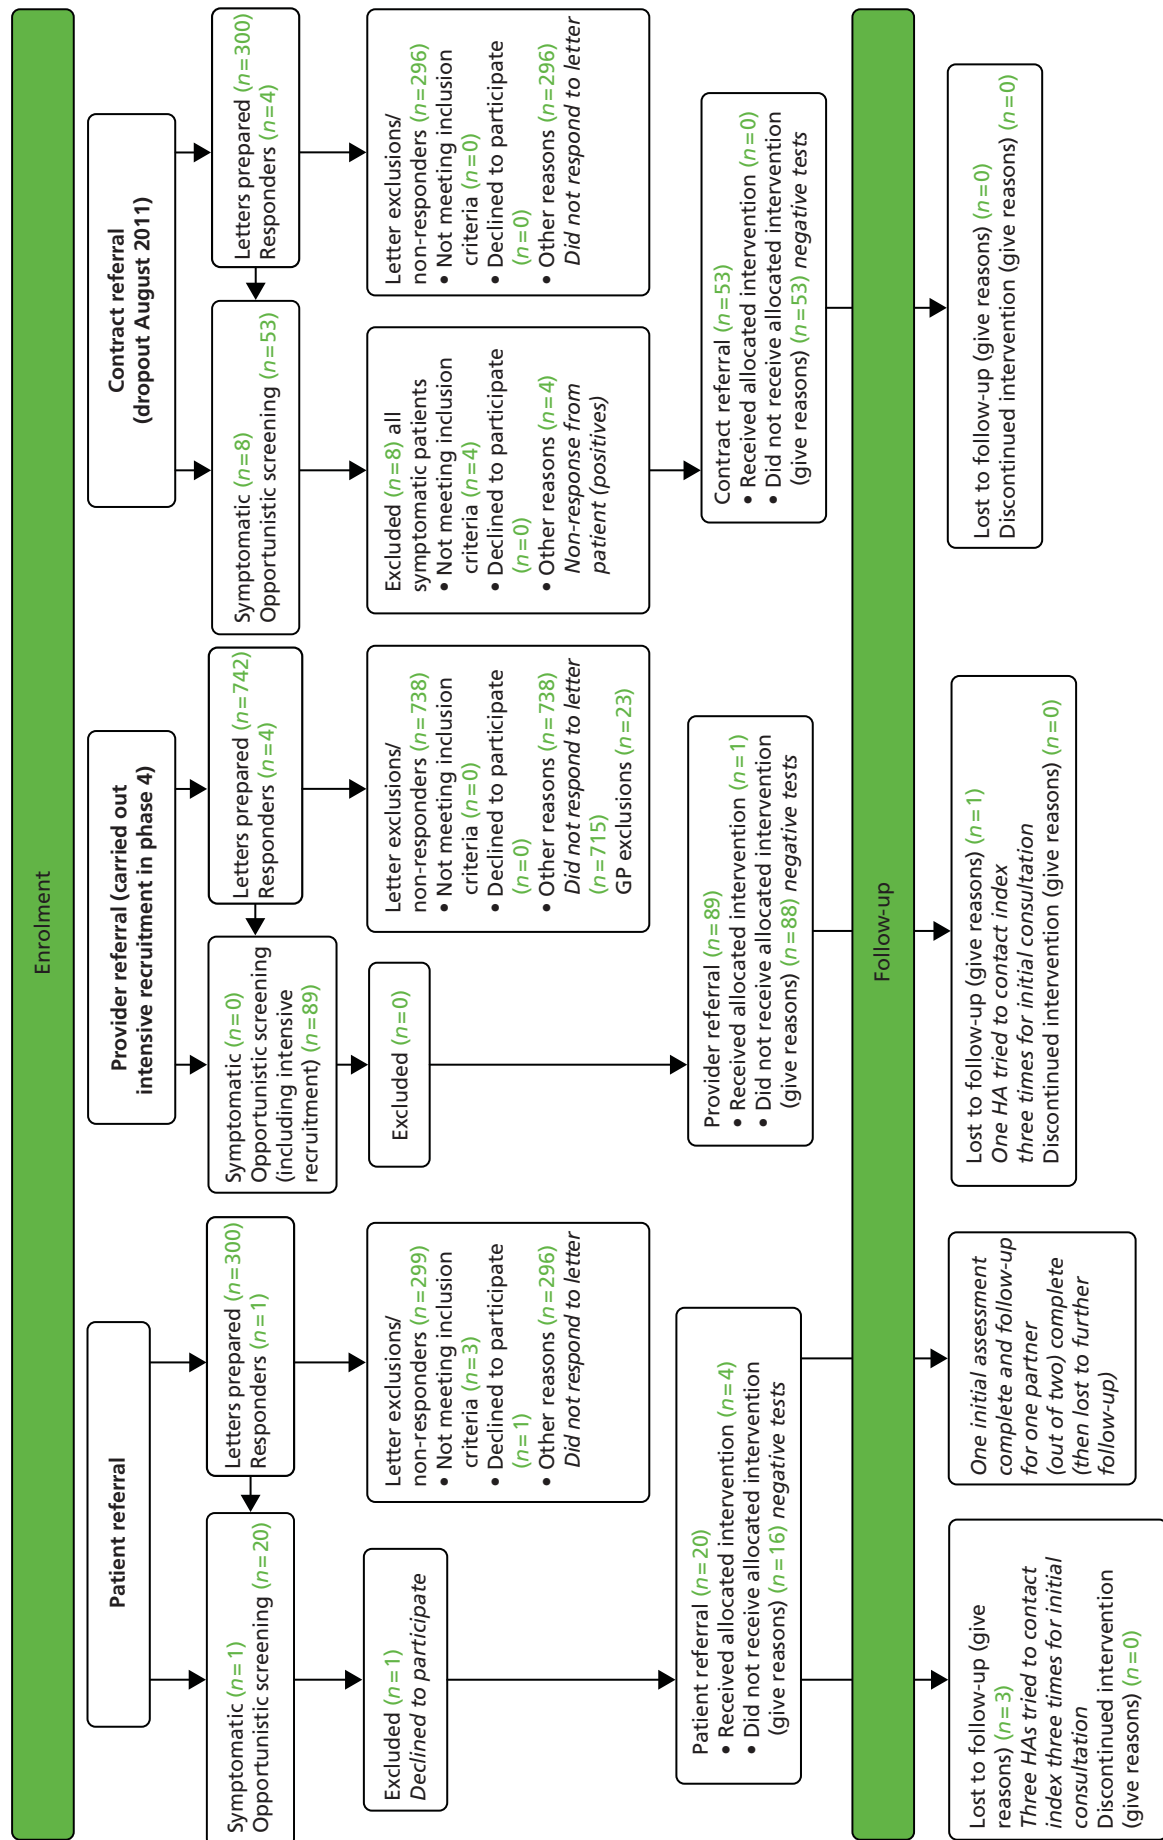 Enrolment
Patient referral
Symptomatic (n=1)
Opportunistic screening (n=20)
Letters prepared (n=300)
Responders (n=1)
Excluded (n=1)
Declined to participate
Letter exclusions/
non-responders (n=299)
• Not meeting inclusion
criteria (n=3)
• Declined to participate
(n=1)
• Other reasons (n=296)
Did not respond to letter
Patient referral (n=20)
• Received allocated intervention (n=4)
• Did not receive allocated intervention
(give reasons) (n=16) negative tests
Provider referral (carried out
intensive recruitment in phase 4)
Symptomatic (n=0)
Opportunistic screening
(including intensive
recruitment) (n=89)
Letters prepared (n=742)
Responders (n=4)
Excluded (n=0)
Letter exclusions/
non-responders (n=738)
• Not meeting inclusion
criteria (n=0)
• Declined to participate
(n=0)
• Other reasons (n=738)
Did not respond to letter
(n=715)
GP exclusions (n=23)
Provider referral (n=89)
• Received allocated intervention (n=1)
• Did not receive allocated intervention
(give reasons) (n=88) negative tests
Contract referral
(dropout August 2011)
Symptomatic (n=8)
Opportunistic screening (n=53)
Letters prepared (n=300)
Responders (n=4)
Excluded (n=8) all
symptomatic patients
• Not meeting inclusion
criteria (n=4)
• Declined to participate
(n=0)
• Other reasons (n=4)
Non-response from
patient (positives)
Letter exclusions/
non-responders (n=296)
• Not meeting inclusion
criteria (n=0)
• Declined to participate
(n=0)
• Other reasons (n=296)
Did not respond to letter
Contract referral (n=53)
• Received allocated intervention (n=0)
• Did not receive allocated intervention
(give reasons) (n=53) negative tests
Follow-up
Lost to follow-up (give
reasons) (n=3)
Three HAs tried to contact
index three times for initial
consultation
Discontinued intervention
(give reasons) (n=0)
One initial assessment
complete and follow-up
for one partner
(out of two) complete
(then lost to further
follow-up)
Lost to follow-up (give reasons) (n=1)
One HA tried to contact index
three times for initial consultation
Discontinued intervention (give reasons) (n=0)
Lost to follow-up (give reasons) (n=0)
Discontinued intervention (give reasons) (n=0)